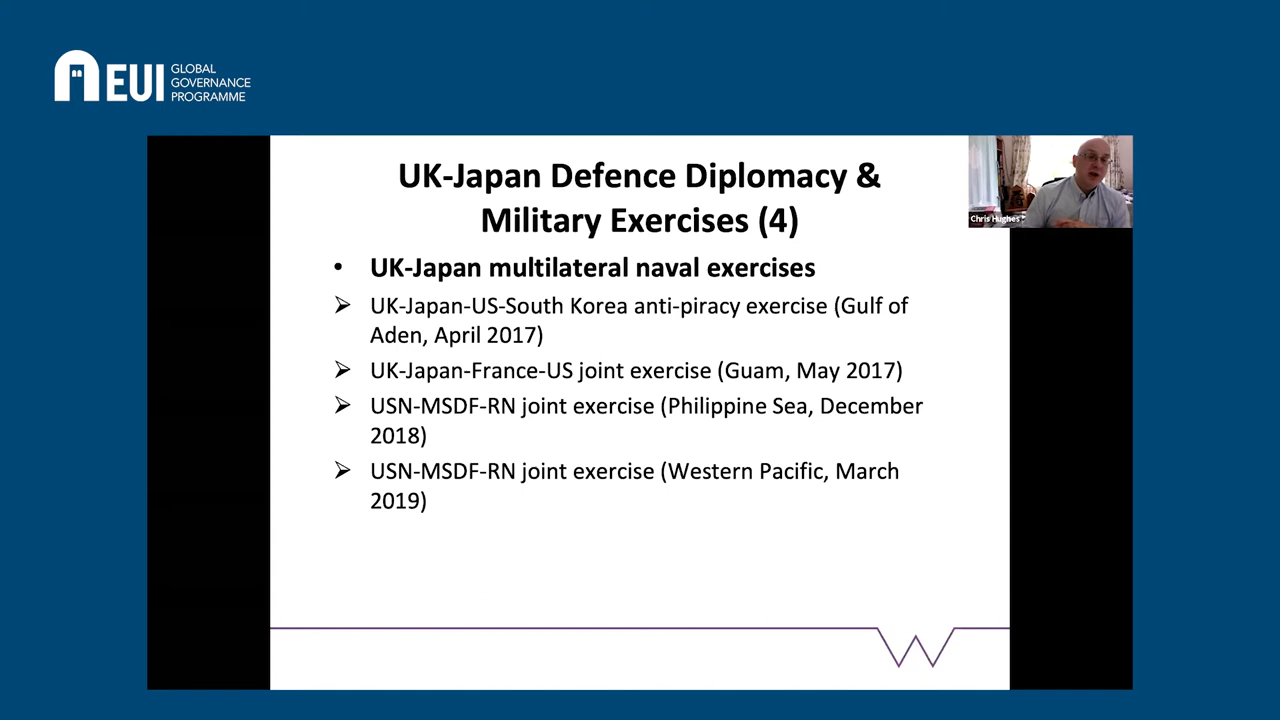 EUI
GLOBAL
GOVERNANCE
PROGRAMME
UK-Japan Defence Diplomacy &
Military Exercises (4)
Chris Hughes
• UK-Japan multilateral naval exercises
➢ UK-Japan-US-South Korea anti-piracy exercise (Gulf of
Aden, April 2017)
➢ UK-Japan-France-US joint exercise (Guam, May 2017)
➢ USN-MSDF-RN joint exercise (Philippine Sea, December
2018)
➢ USN-MSDF-RN joint exercise (Western Pacific, March
2019)